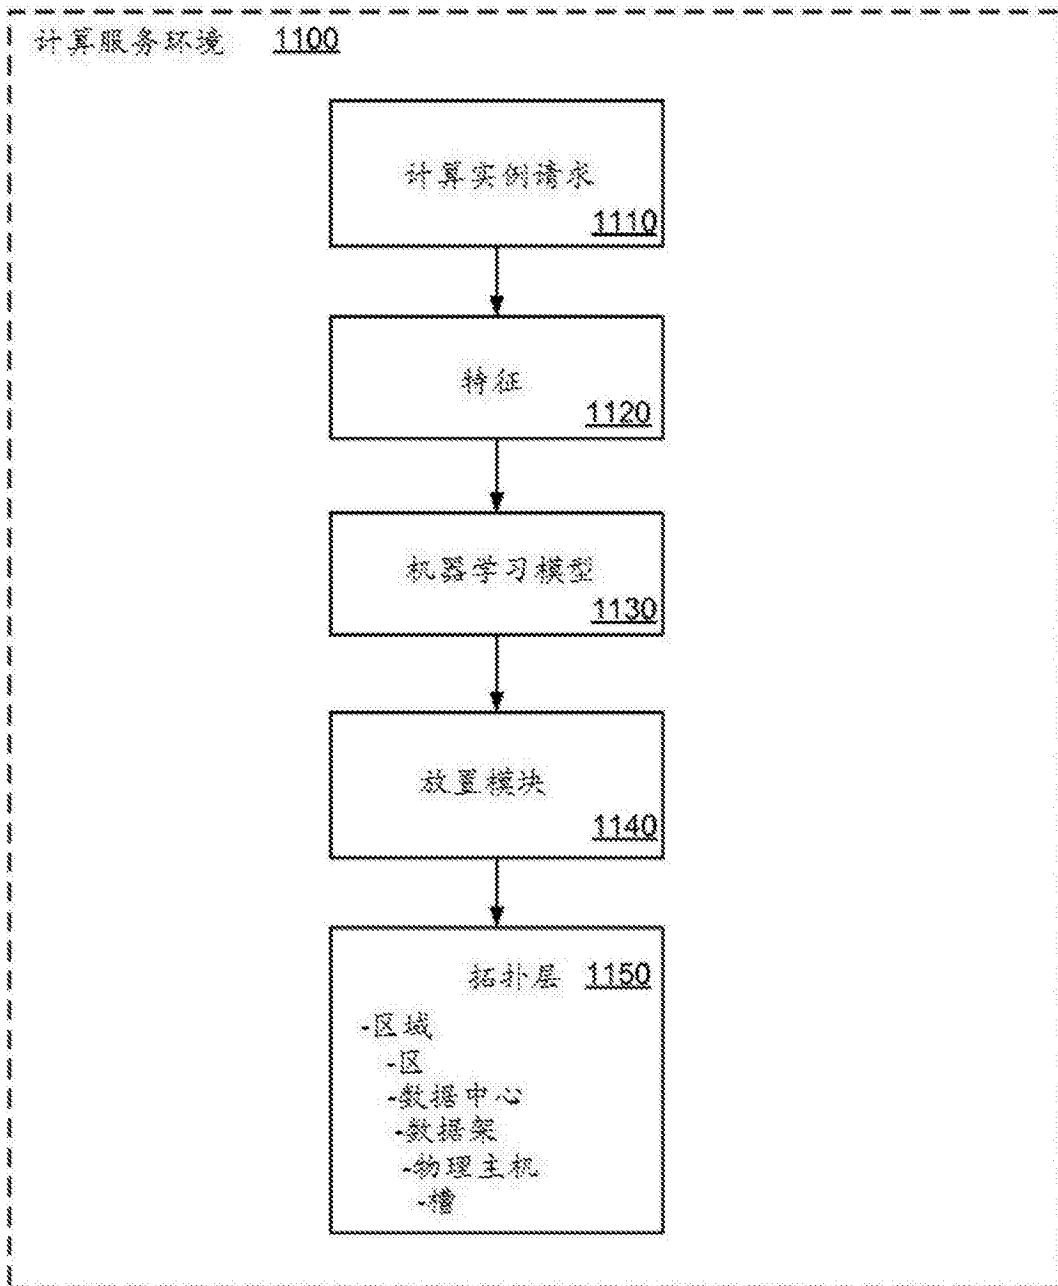 计算服务环境 1100
计算实例请求
1110
特征
1120
机器学习模型
1130
放置模块
1140
拓扑层 1150
-区域
-区
-数据中心
-数据架
-物理主机
-槽